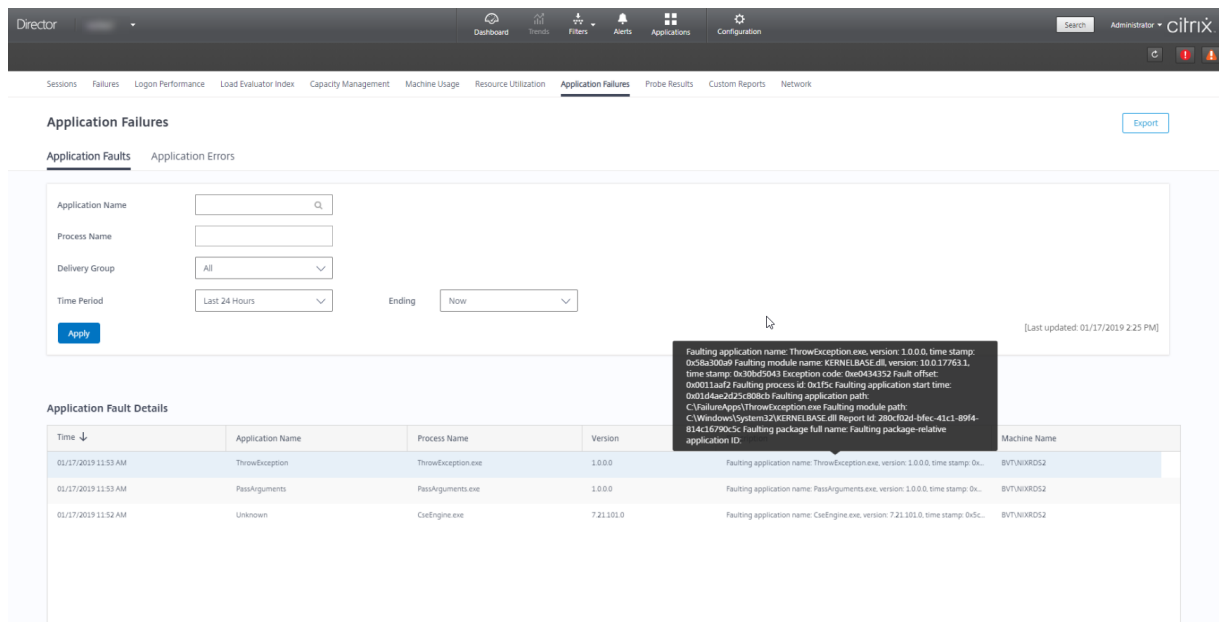 Director
Dashboard
Trends
Filters
Alerts
Applications
Configuration
Search
Administrator
citrix
Sessions Failures Logon Performance Load Evaluator Index Capacity Management Machine Usage Resource Utilization Application Failures Probe Results Custom Reports Network
Application Failures
Export
Application Faults Application Errors
Application Name
Process Name
Delivery Group All
Time Period Last 24 Hours Ending Now
Apply
[Last updated: 01/17/2019 2:25 PM]
Faulting application name: ThrowException.exe, version: 1.0.0.0, time stamp:
0x58a300a9 Faulting module name: KERNELBASE.dll, version: 10.0.17763.1,
time stamp: 0x30bd5043 Exception code: 0xe0434352 Fault offset:
0x0011aaf2 Faulting process id: 0x1f5c Faulting application start time:
0x01d4ae2d25c808cb Faulting application path:
C:\FailureApps\ThrowException.exe Faulting module path:
C:\Windows\System32\KERNELBASE.dll Report Id: 280cf02d-bfec-41c1-89f4-
814c16790c5c Faulting package full name: Faulting package-relative
application ID:
Application Fault Details
Time Application Name Process Name Version Machine Name
01/17/2019 11:53 AM ThrowException ThrowException.exe 1.0.0.0 Faulting application name: ThrowException.exe, version: 1.0.0.0, time stamp: 0x... BVT\NIXRDS2
01/17/2019 11:53 AM PassArguments PassArguments.exe 1.0.0.0 Faulting application name: PassArguments.exe, version: 1.0.0.0, time stamp: 0x... BVT\NIXRDS2
01/17/2019 11:52 AM Unknown CseEngine.exe 7.21.101.0 Faulting application name: CseEngine.exe, version: 7.21.101.0, time stamp: 0x5c... BVT\NIXRDS2